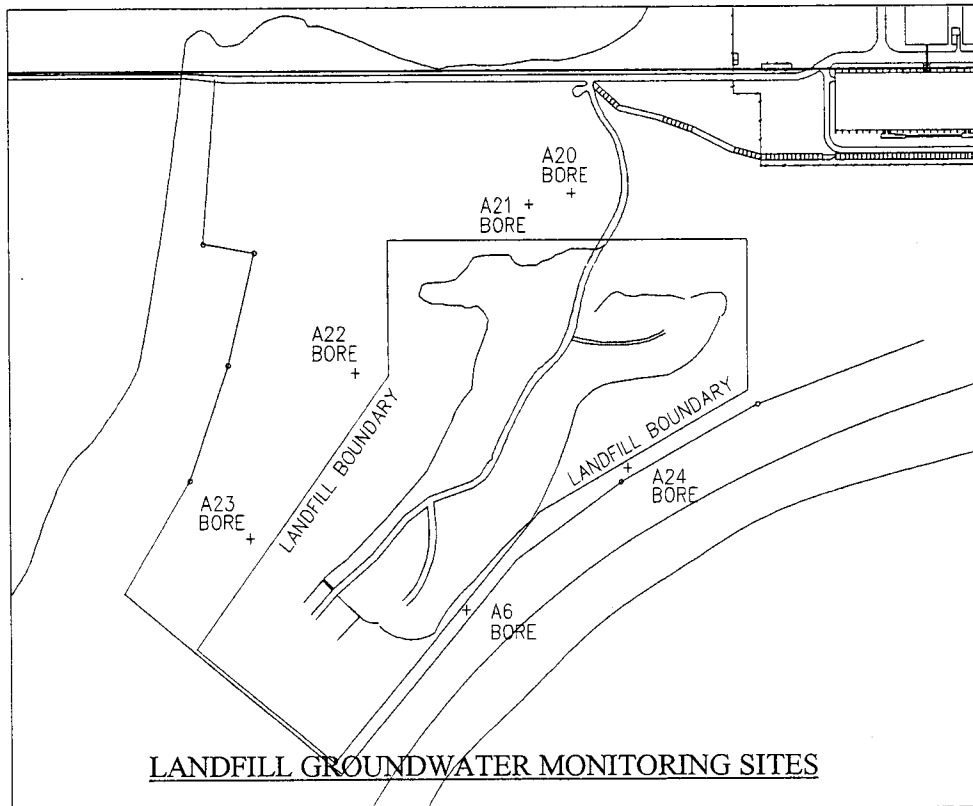 A20
BORE
A21
BORE
A22
BORE
LANDFILL BOUNDARY
LANDFILL BOUNDARY
A24
BORE
A23
BORE
A6
BORE
LANDFILL GROUNDWATER MONITORING SITES